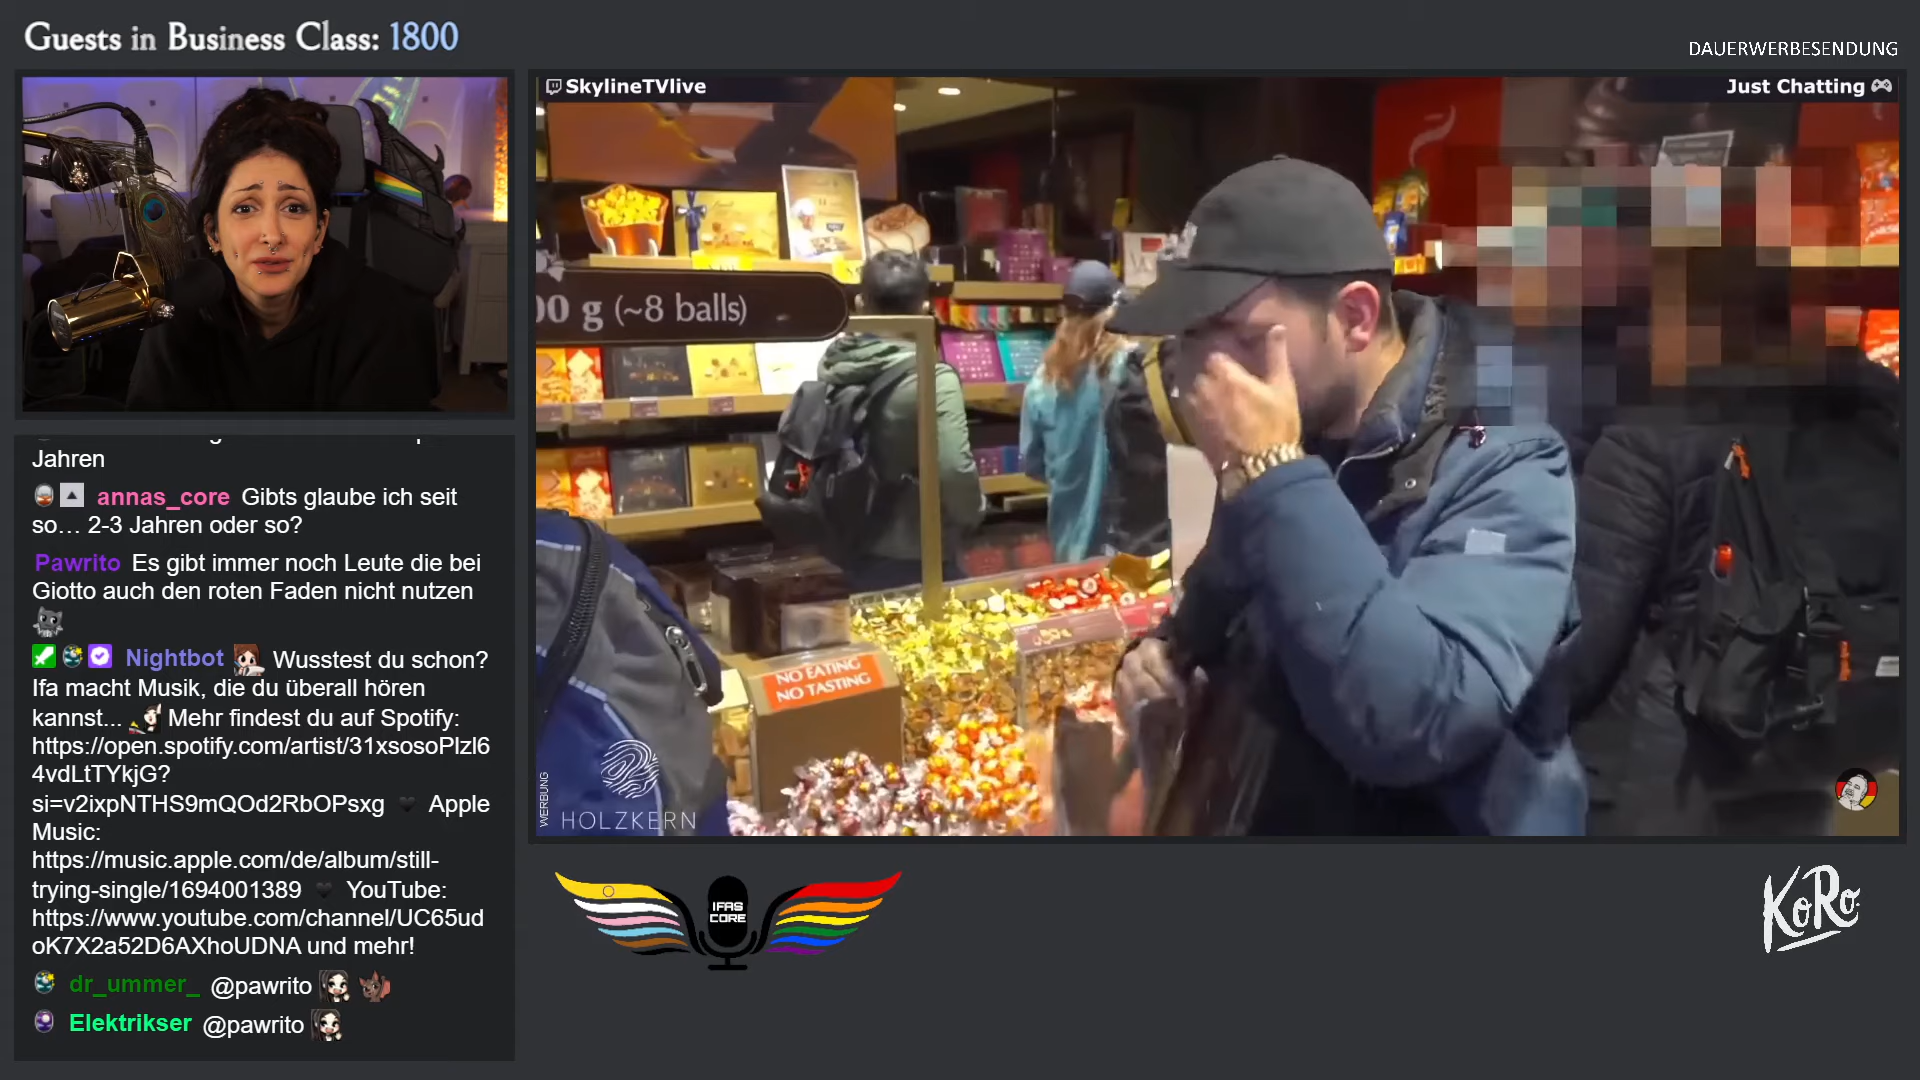 Guests in Business Class: 1800
DAUERWERBESENDUNG
SkylineTVlive
Just Chatting
00 g (~8 balls)
NO EATING
NO TASTING
WERBUNG
HOLZKERN
Jahren
annas_core Gibts glaube ich seit
so... 2-3 Jahren oder so?
Pawrito Es gibt immer noch Leute die bei
Giotto auch den roten Faden nicht nutzen
Nightbot Wusstest du schon?
Ifa macht Musik, die du überall hören
kannst... Mehr findest du auf Spotify:
https://open.spotify.com/artist/31xsosoPlzl6
4vdLtTYkjG?
si=v2ixpNTHS9mQOd2RbOPsxg Apple
Music:
https://music.apple.com/de/album/still-
trying-single/1694001389 YouTube:
https://www.youtube.com/channel/UC65ud
oK7X2a52D6AXhoUDNA und mehr!
dr_ummer_ @pawrito
Elektrikser @pawrito
IFAS
CORE
KoRo